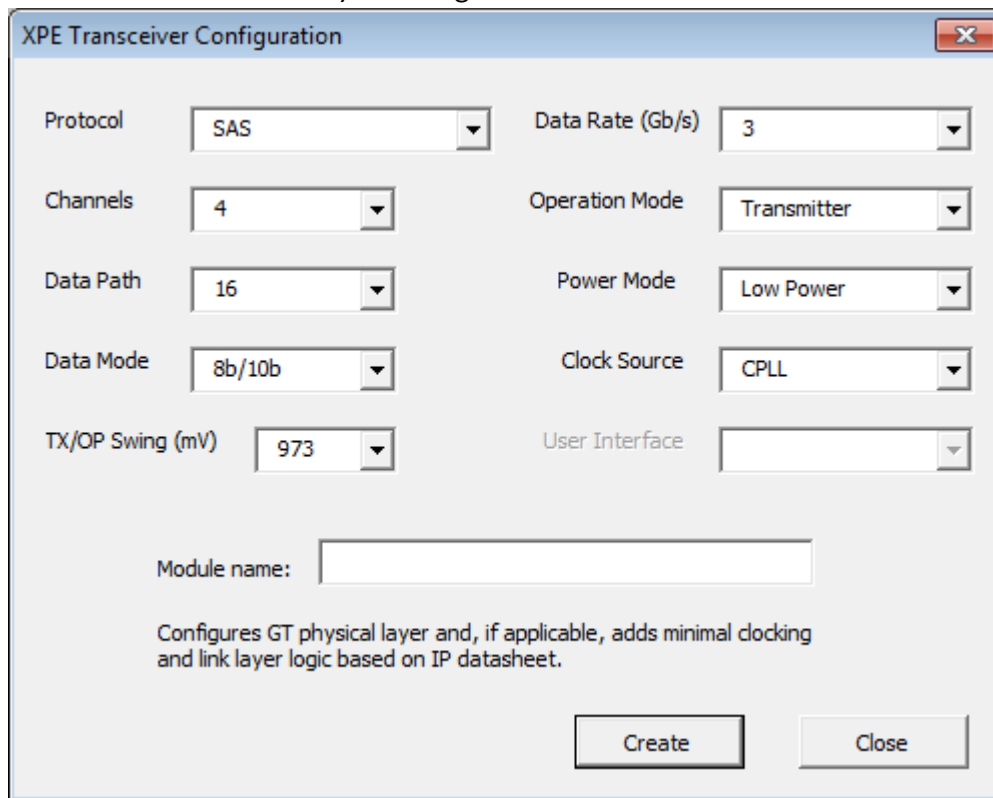 XPE Transceiver Configuration
Protocol SAS Data Rate (Gb/s) 3
Channels 4 Operation Mode Transmitter
Data Path 16 Power Mode Low Power
Data Mode 8b/10b Clock Source CPLL
TX/OP Swing (mV) 973 User Interface
Module name:
Configures GT physical layer and, if applicable, adds minimal clocking
and link layer logic based on IP datasheet.
Create Close